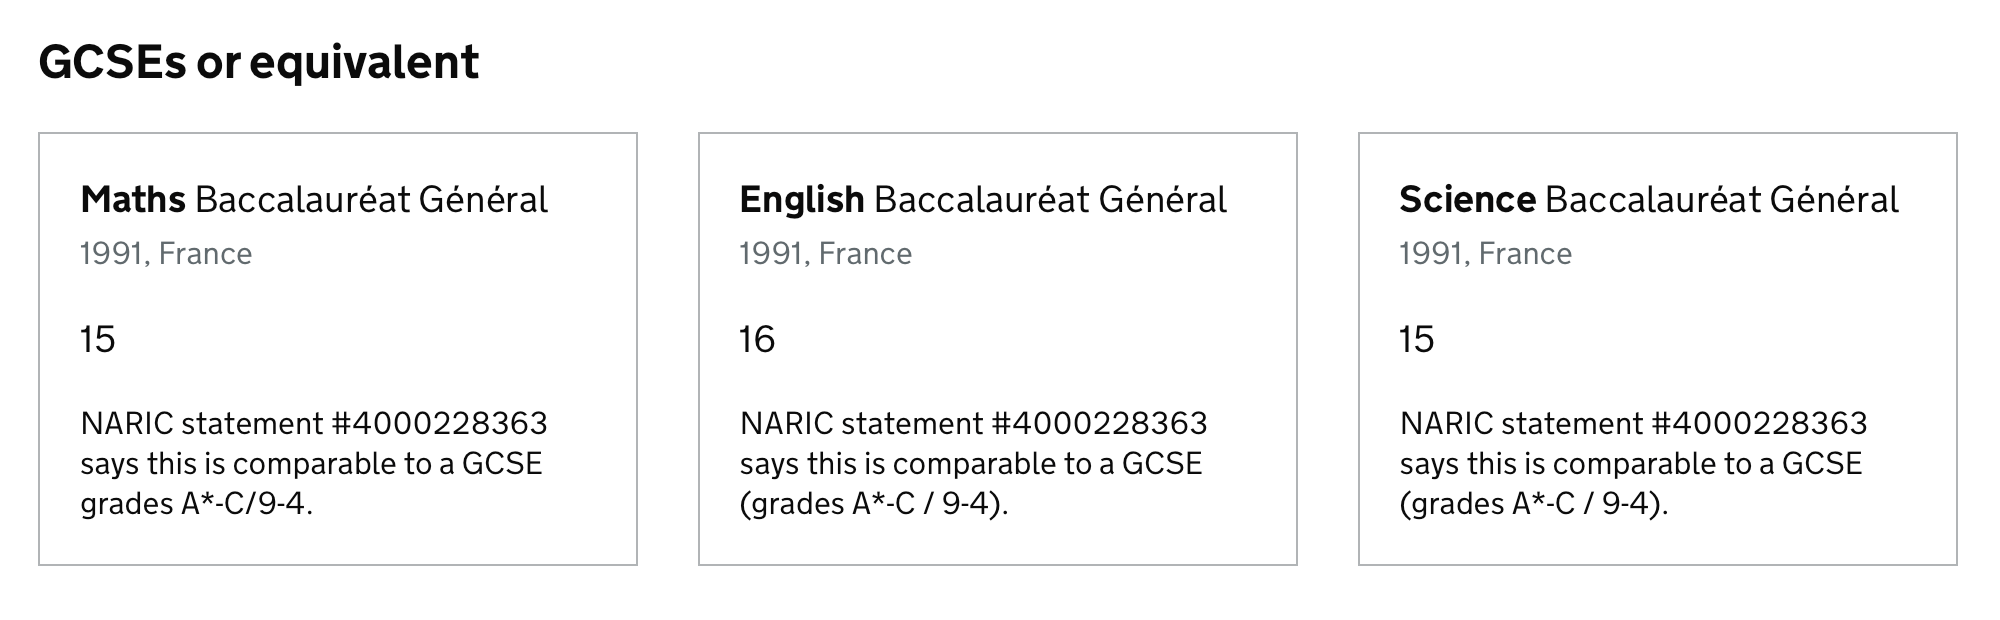 GCSEs or equivalent
Maths Baccalauréat Général
1991, France
15
NARIC statement #4000228363
says this is comparable to a GCSE
grades A*-C/9-4.
English Baccalauréat Général
1991, France
16
NARIC statement #4000228363
says this is comparable to a GCSE
(grades A*-C / 9-4).
Science Baccalauréat Général
1991, France
15
NARIC statement #4000228363
says this is comparable to a GCSE
(grades A*-C / 9-4).